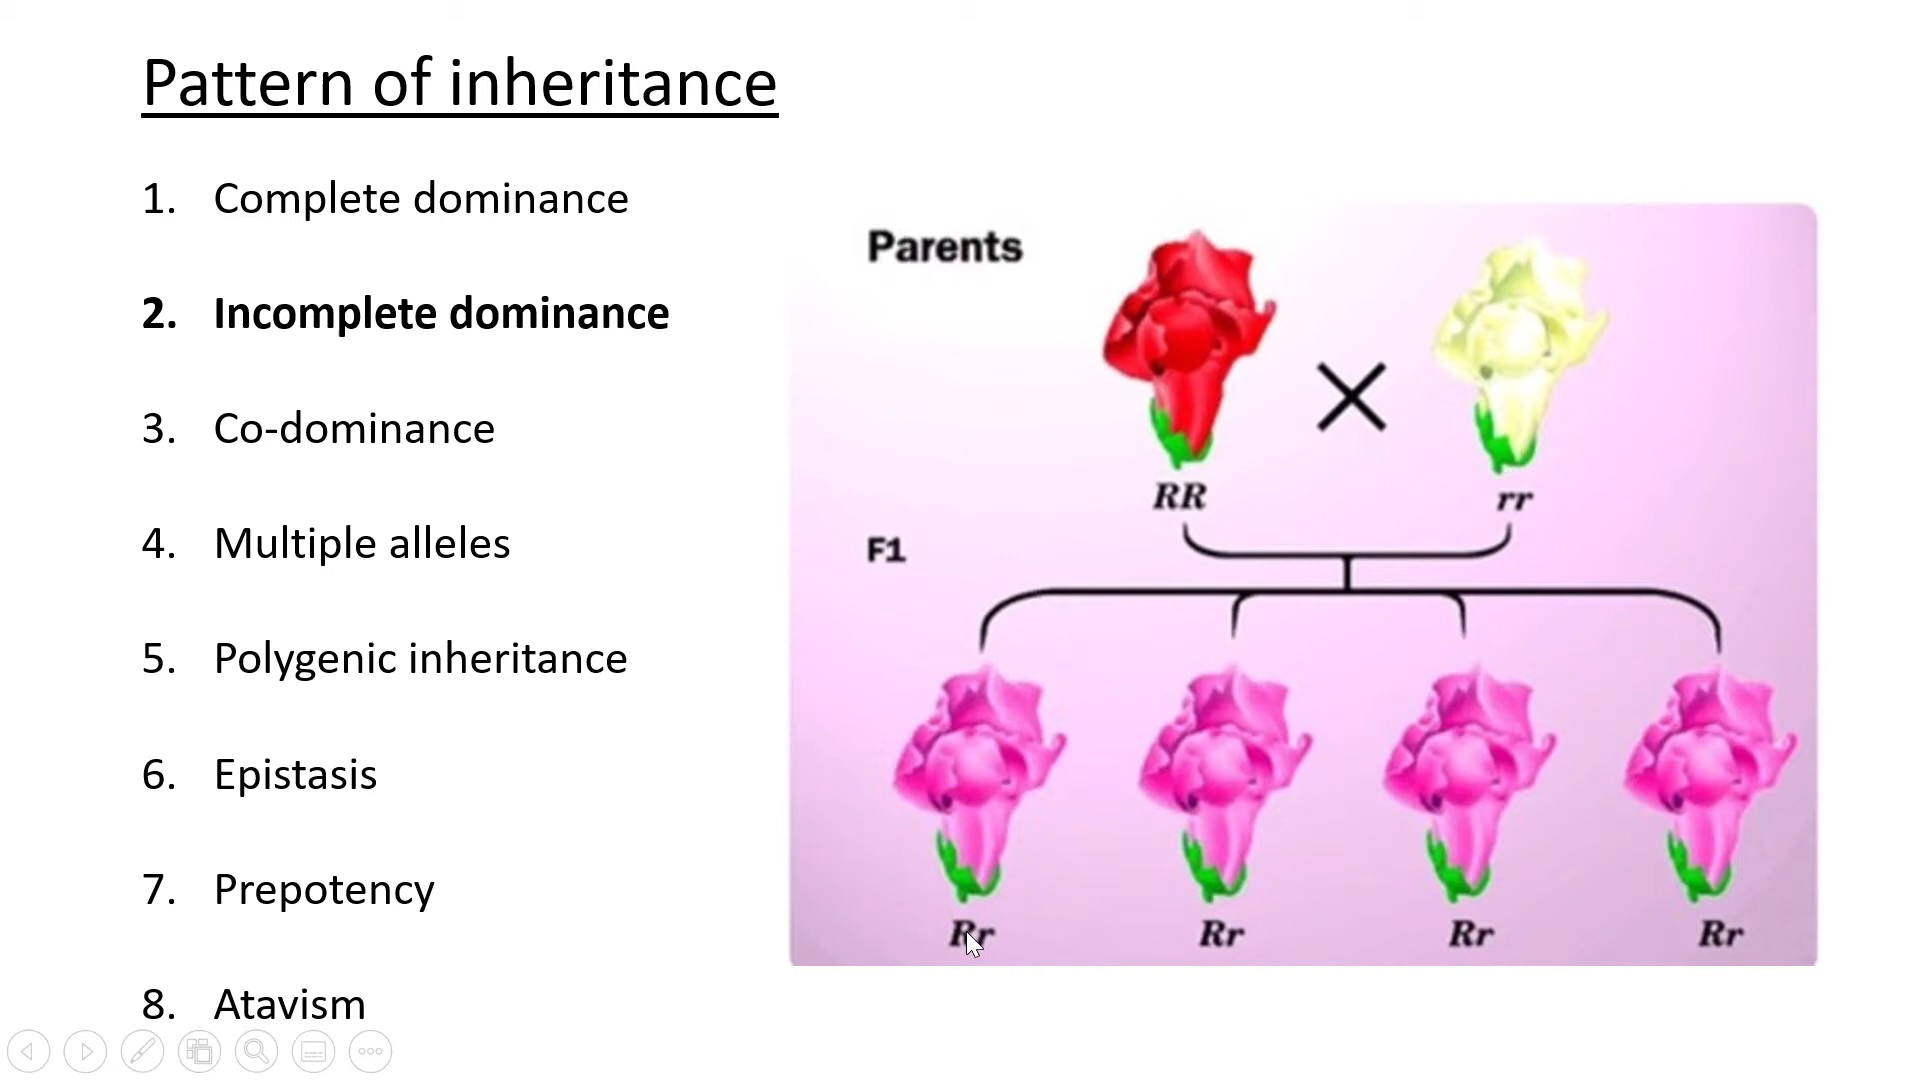 Pattern of inheritance
1. Complete dominance
2. Incomplete dominance
3. Co-dominance
4. Multiple alleles
5. Polygenic inheritance
6. Epistasis
7. Prepotency
8. Atavism
Parents
RR rr
F1
Rr Rr Rr Rr